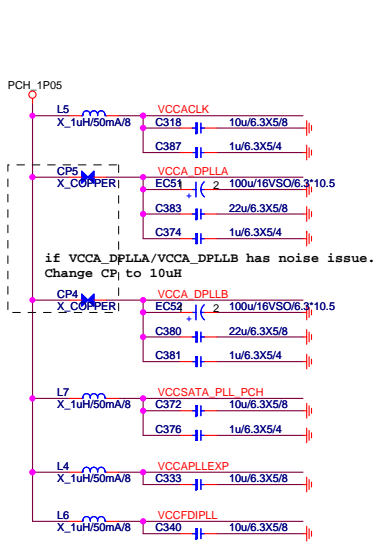 PCH_1P05
L5 VCCACLK
X_1uH/50mA/8 C318 10u/6.3X5/8
C387 1u/6.3X5/4
CP5 VCCA_DPLLA
X_COPPER EC51 + 1 2 100u/16VSO/6.3*10.5
C383 22u/6.3X5/8
C374 1u/6.3X5/4
if VCCA_DPLLA/VCCA_DPLLB has noise issue.
Change CP to 10uH
CP4 VCCA_DPLLB
X_COPPER EC52 + 1 2 100u/16VSO/6.3*10.5
C380 22u/6.3X5/8
C381 1u/6.3X5/4
L7 VCCSATA_PLL_PCH
X_1uH/50mA/8 C372 10u/6.3X5/8
C376 1u/6.3X5/4
L4 VCCAPLLEXP
X_1uH/50mA/8 C333 10u/6.3X5/8
L6 VCCFDIPLL
X_1uH/50mA/8 C340 10u/6.3X5/8